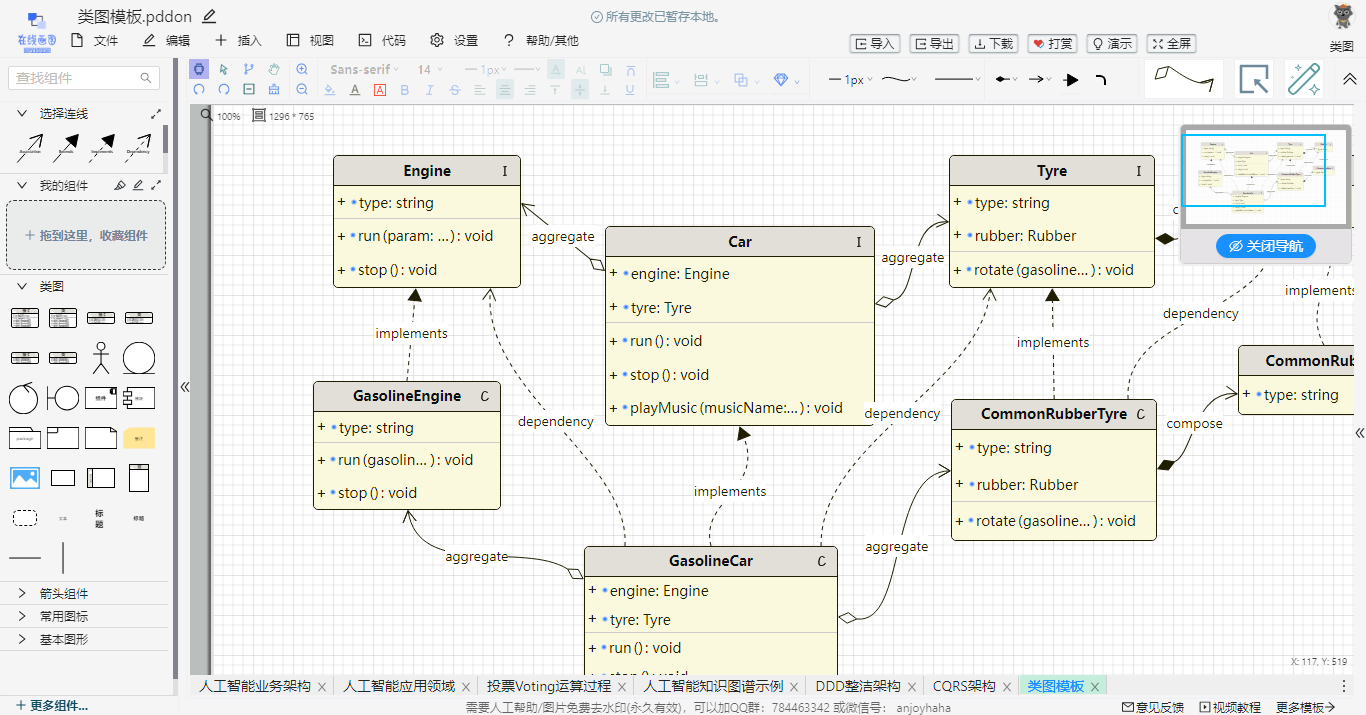 类图模板.pddon
所有更改已暂存本地。
在线画图
文件 编辑 插入 视图 代码 设置 帮助/其他
导入 导出 下载 打赏 演示 全屏
类图
查找组件
Sans-serif 14 1px
1px
选择连线
Association Extends Implements Dependency
我的组件
+ 拖到这里，收藏组件
类图
组件
package
标题
箭头组件
常用图标
基本图形
+ 更多组件...
100% 1296 * 765
Engine I
+ type: string
+ run(param: ...): void
+ stop(): void
aggregate
Car I
+ engine: Engine
+ tyre: Tyre
+ run(): void
+ stop(): void
+ playMusic(musicName:...): void
aggregate
Tyre I
+ type: string
+ rubber: Rubber
+ rotate(gasoline...): void
c
关闭导航
implements
dependency
implements
implements
GasolineEngine C
+ type: string
+ run(gasolin...): void
+ stop(): void
dependency
dependency
CommonRub
+ type: string
compose
CommonRubberTyre C
+ type: string
+ rubber: Rubber
+ rotate(gasoline...): void
implements
aggregate
aggregate
GasolineCar C
+ engine: Engine
+ tyre: Tyre
+ run(): void
+ stop(): void
X: 117, Y: 519
人工智能业务架构 × 人工智能应用领域 × 投票Voting运算过程 × 人工智能知识图谱示例 × DDD整洁架构 × CQRS架构 × 类图模板 ×
需要人工帮助/图片免费去水印(永久有效)，可以加QQ群：784463342 或微信号： anjoyhaha
意见反馈 视频教程 更多模板